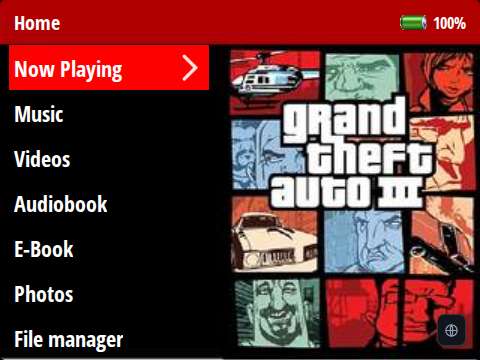 Home
100%
Now Playing
Music
Videos
Audiobook
E-Book
Photos
File manager
grand
theft
auto III